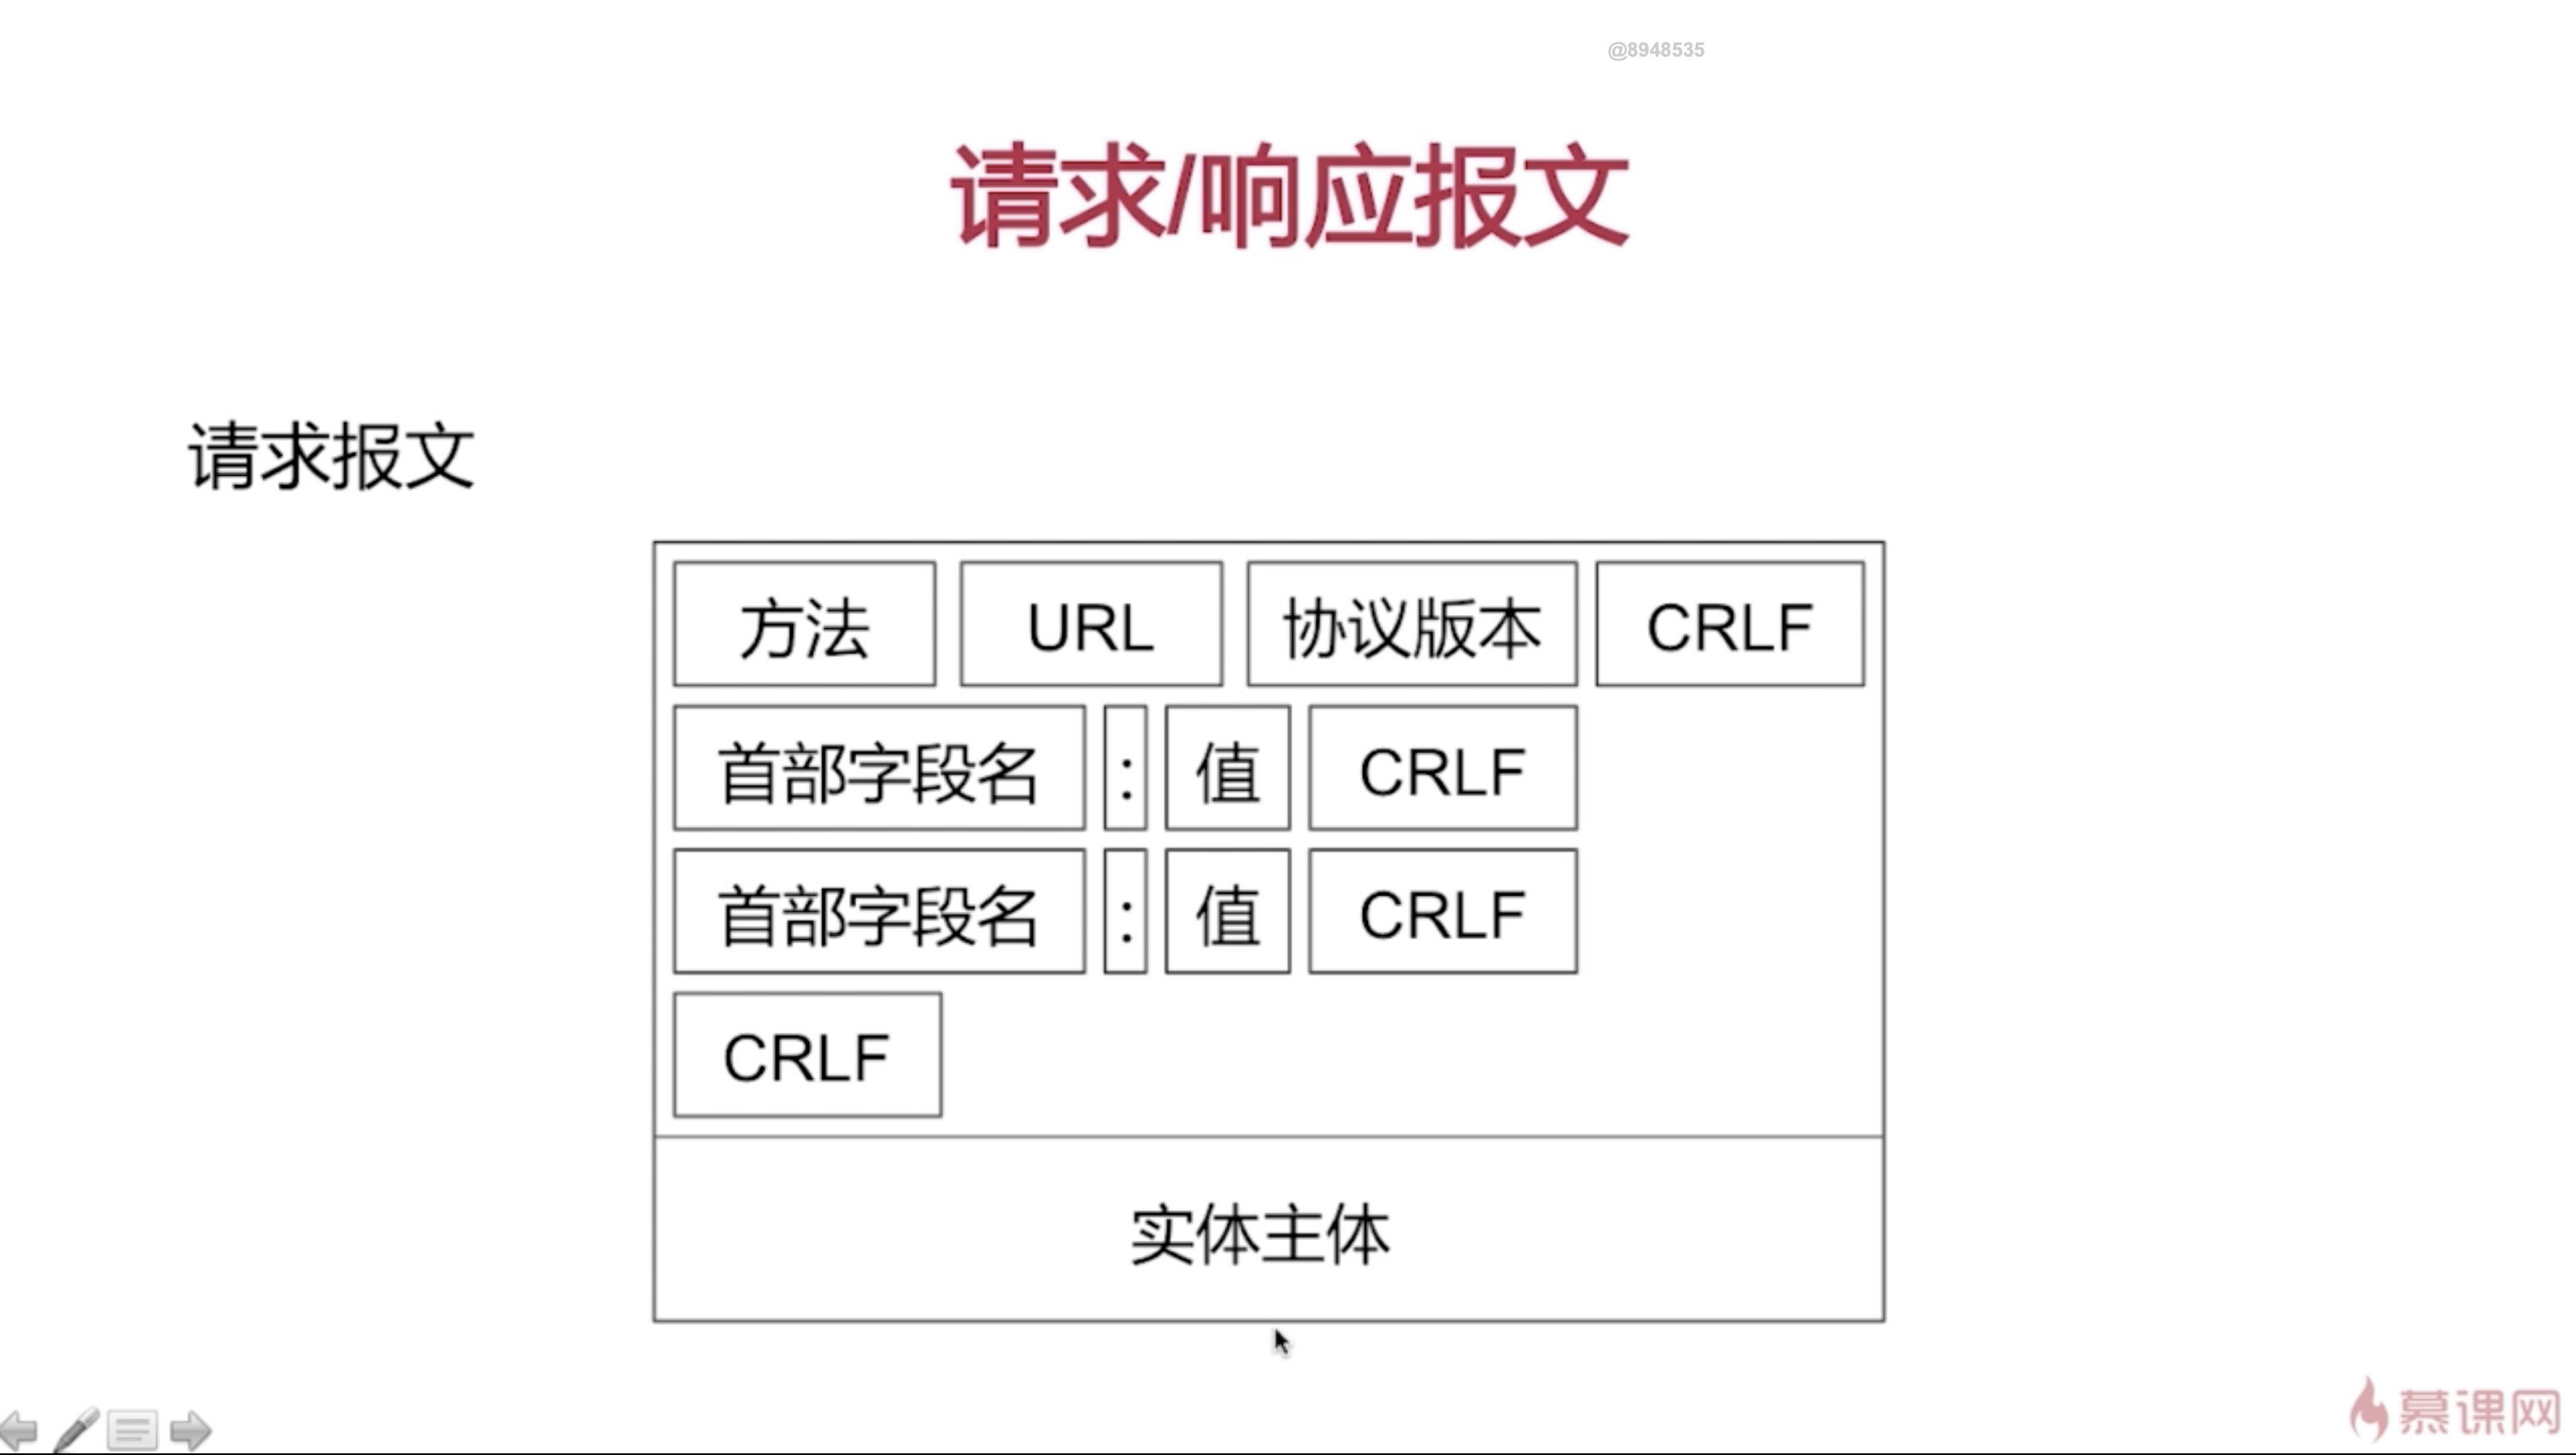 @8948535
请求/响应报文
请求报文
方法 URL 协议版本 CRLF
首部字段名 : 值 CRLF
首部字段名 : 值 CRLF
CRLF
实体主体
慕课网